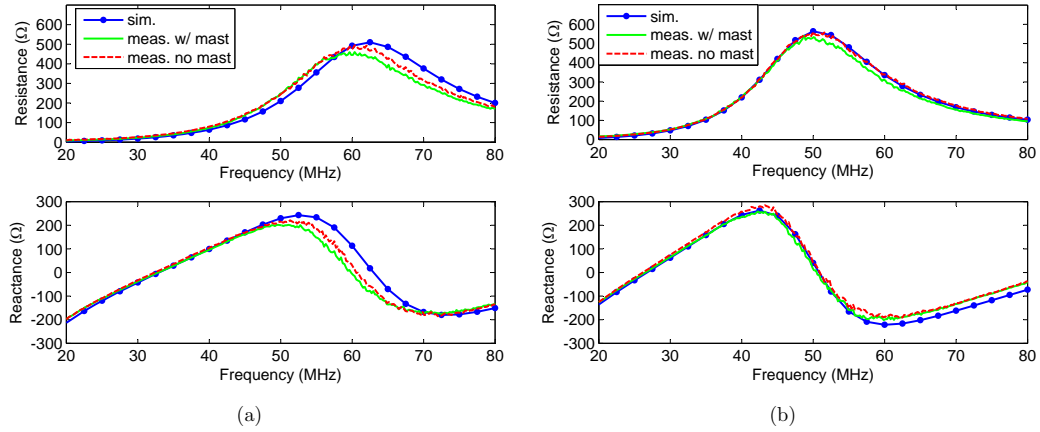 600
500
400
300
200
100
0
Resistance (Ω)
sim.
meas. w/ mast
meas. no mast
20 30 40 50 60 70 80
Frequency (MHz)
300
200
100
0
-100
-200
-300
Reactance (Ω)
20 30 40 50 60 70 80
Frequency (MHz)
(a)
600
500
400
300
200
100
0
Resistance (Ω)
sim.
meas. w/ mast
meas. no mast
20 30 40 50 60 70 80
Frequency (MHz)
300
200
100
0
-100
-200
-300
Reactance (Ω)
20 30 40 50 60 70 80
Frequency (MHz)
(b)